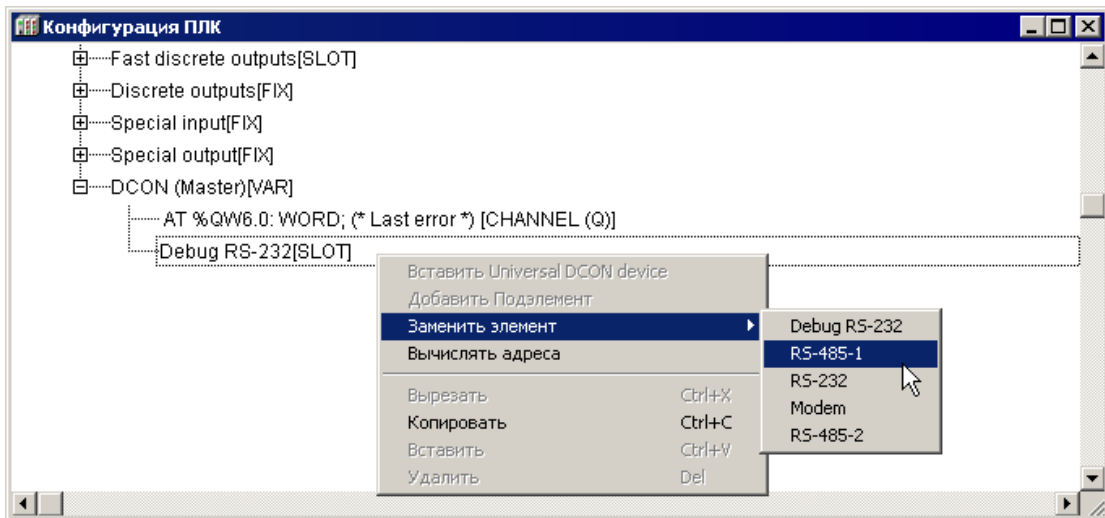 Конфигурация ПЛК
Fast discrete outputs[SLOT]
Discrete outputs[FIX]
Special input[FIX]
Special output[FIX]
DCON (Master)[VAR]
AT %QW6.0: WORD; (* Last error *) [CHANNEL (Q)]
Debug RS-232[SLOT]
Вставить Universal DCON device
Добавить Подэлемент
Заменить элемент
Вычислять адреса
Вырезать Ctrl+X
Копировать Ctrl+C
Вставить Ctrl+V
Удалить Del
Debug RS-232
RS-485-1
RS-232
Modem
RS-485-2